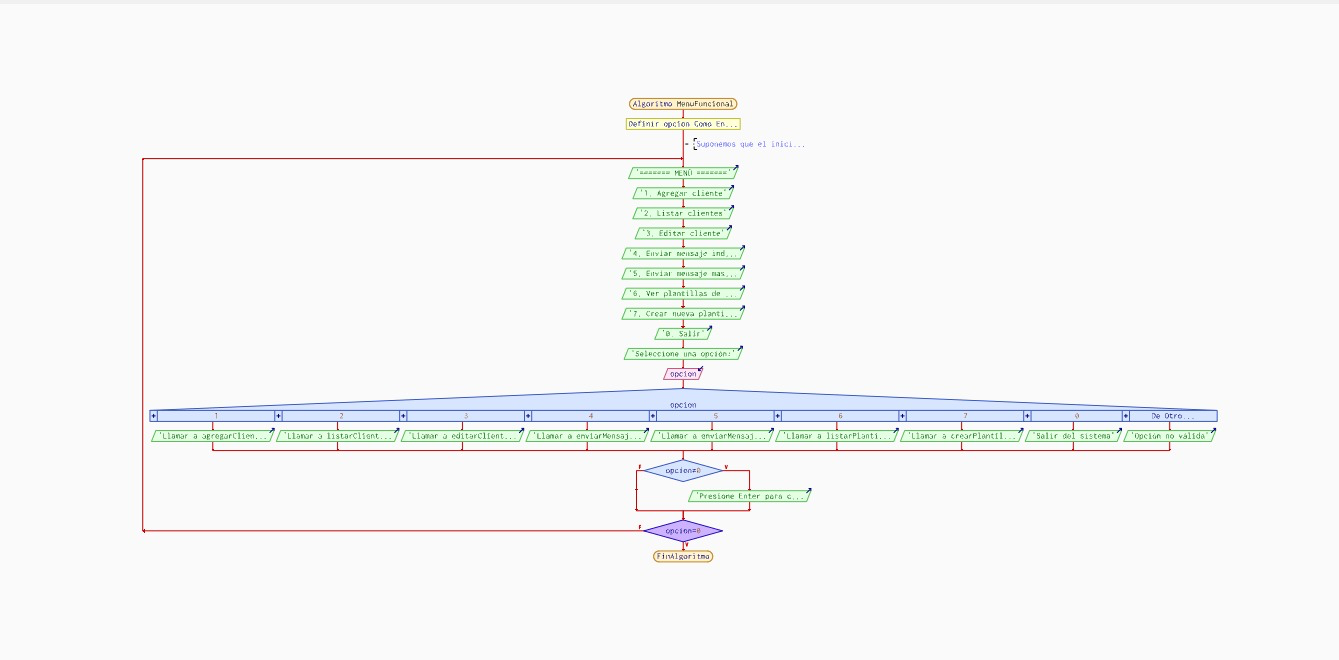 Algoritmo MenuFuncional
Definir opcion Como En...
Suponemos que el inici...
'======= MENÚ ======='
'1. Agregar cliente'
'2. Listar clientes'
'3. Editar cliente'
'4. Enviar mensaje ind...
'5. Enviar mensaje mas...
'6. Ver plantillas de ...
'7. Crear nueva planti...
'0. Salir'
'Seleccione una opción:'
opcion
opcion
1 2 3 4 5 6 7 0 De Otro...
'Llamar a agregarClien... 'Llamar a listarClient... 'Llamar a editarClient... 'Llamar a enviarMensaj... 'Llamar a enviarMensaj... 'Llamar a listarPlanti... 'Llamar a crearPlantil... 'Salir del sistema' 'Opción no válida'
F opcion≠0 V
'Presione Enter para c...
F opcion=0
V
FinAlgoritmo